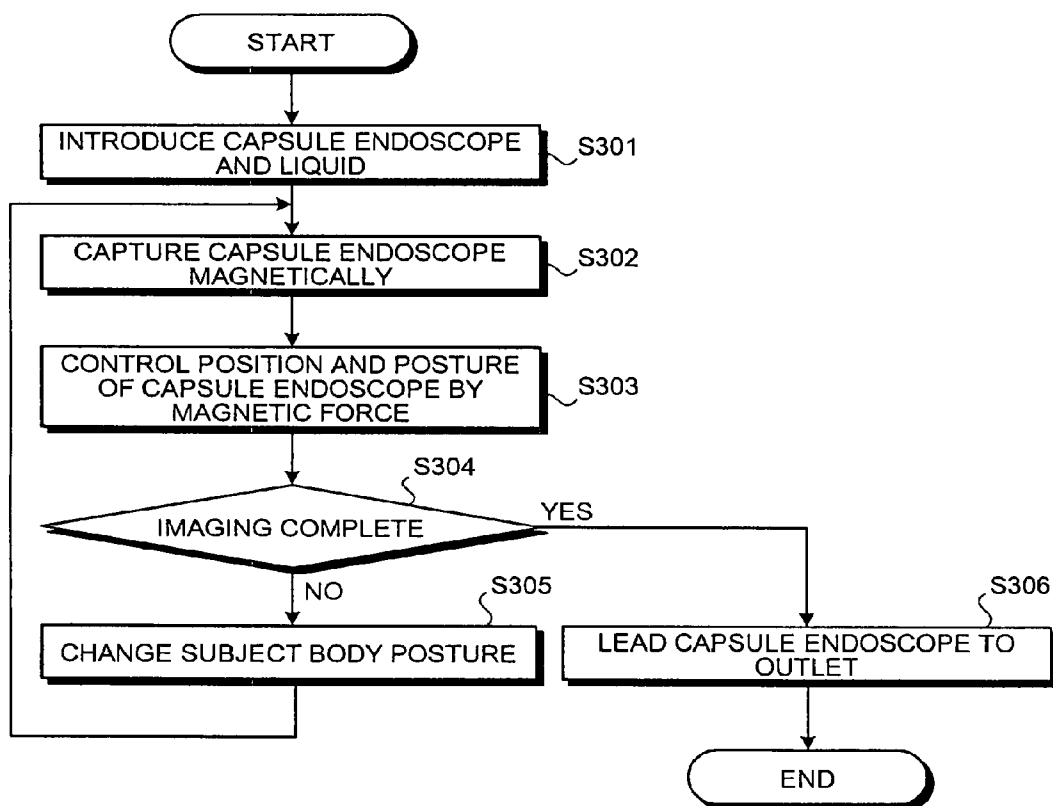 START
INTRODUCE CAPSULE ENDOSCOPE
AND LIQUID
S301
CAPTURE CAPSULE ENDOSCOPE
MAGNETICALLY
S302
CONTROL POSITION AND POSTURE
OF CAPSULE ENDOSCOPE BY
MAGNETIC FORCE
S303
S304
IMAGING COMPLETE
YES
NO
S305
CHANGE SUBJECT BODY POSTURE
S306
LEAD CAPSULE ENDOSCOPE TO
OUTLET
END